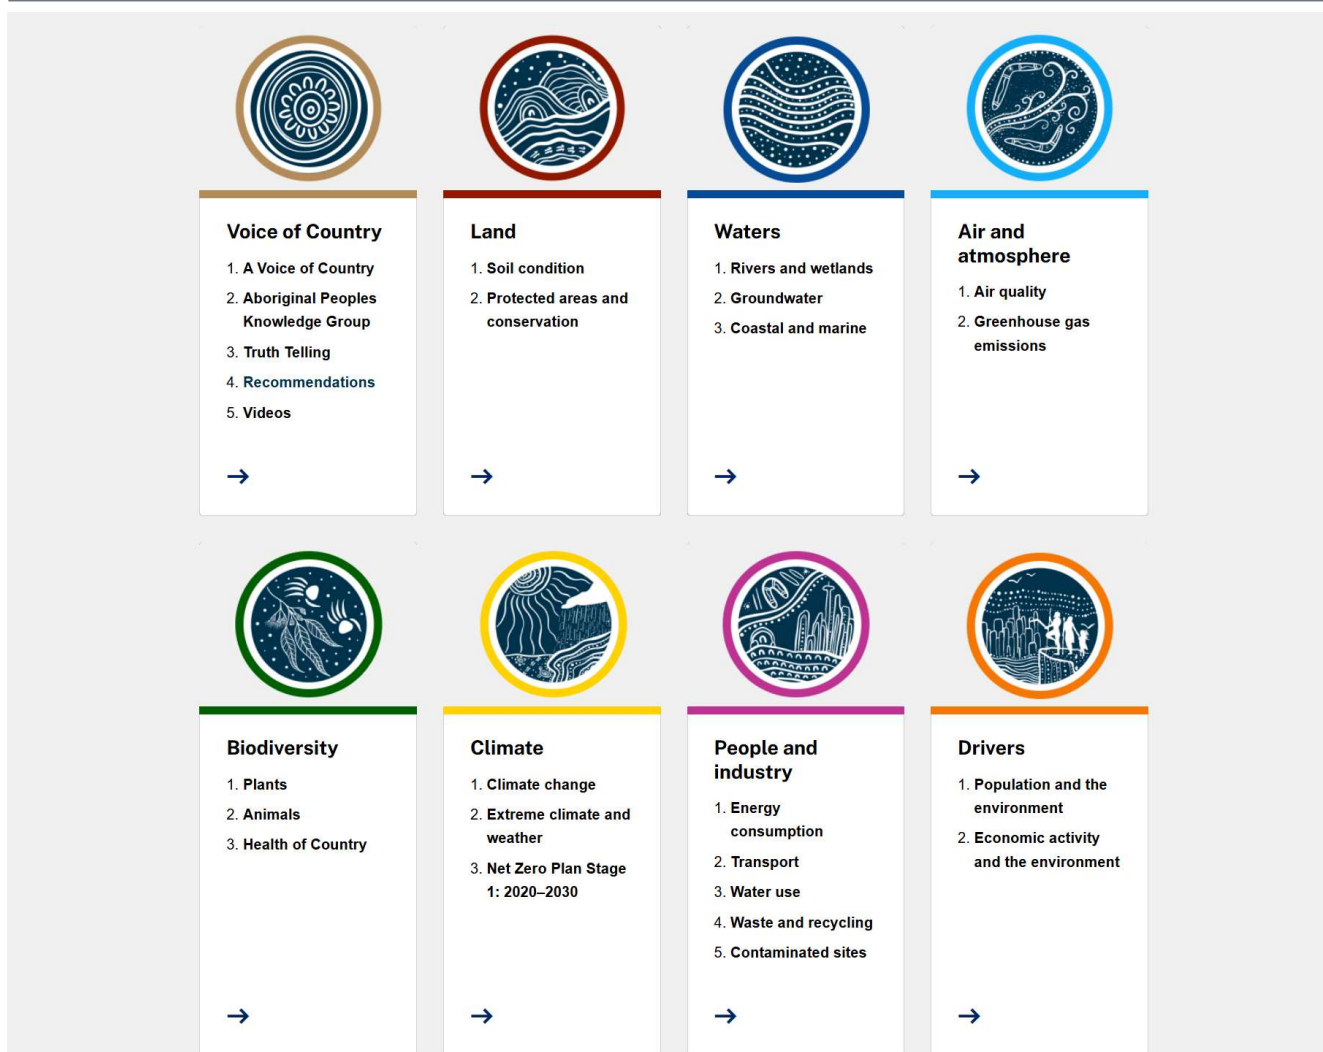 Voice of Country
1. A Voice of Country
2. Aboriginal Peoples
Knowledge Group
3. Truth Telling
4. Recommendations
5. Videos
Land
1. Soil condition
2. Protected areas and
conservation
Waters
1. Rivers and wetlands
2. Groundwater
3. Coastal and marine
Air and
atmosphere
1. Air quality
2. Greenhouse gas
emissions
Biodiversity
1. Plants
2. Animals
3. Health of Country
Climate
1. Climate change
2. Extreme climate and
weather
3. Net Zero Plan Stage
1: 2020–2030
People and
industry
1. Energy
consumption
2. Transport
3. Water use
4. Waste and recycling
5. Contaminated sites
Drivers
1. Population and the
environment
2. Economic activity
and the environment